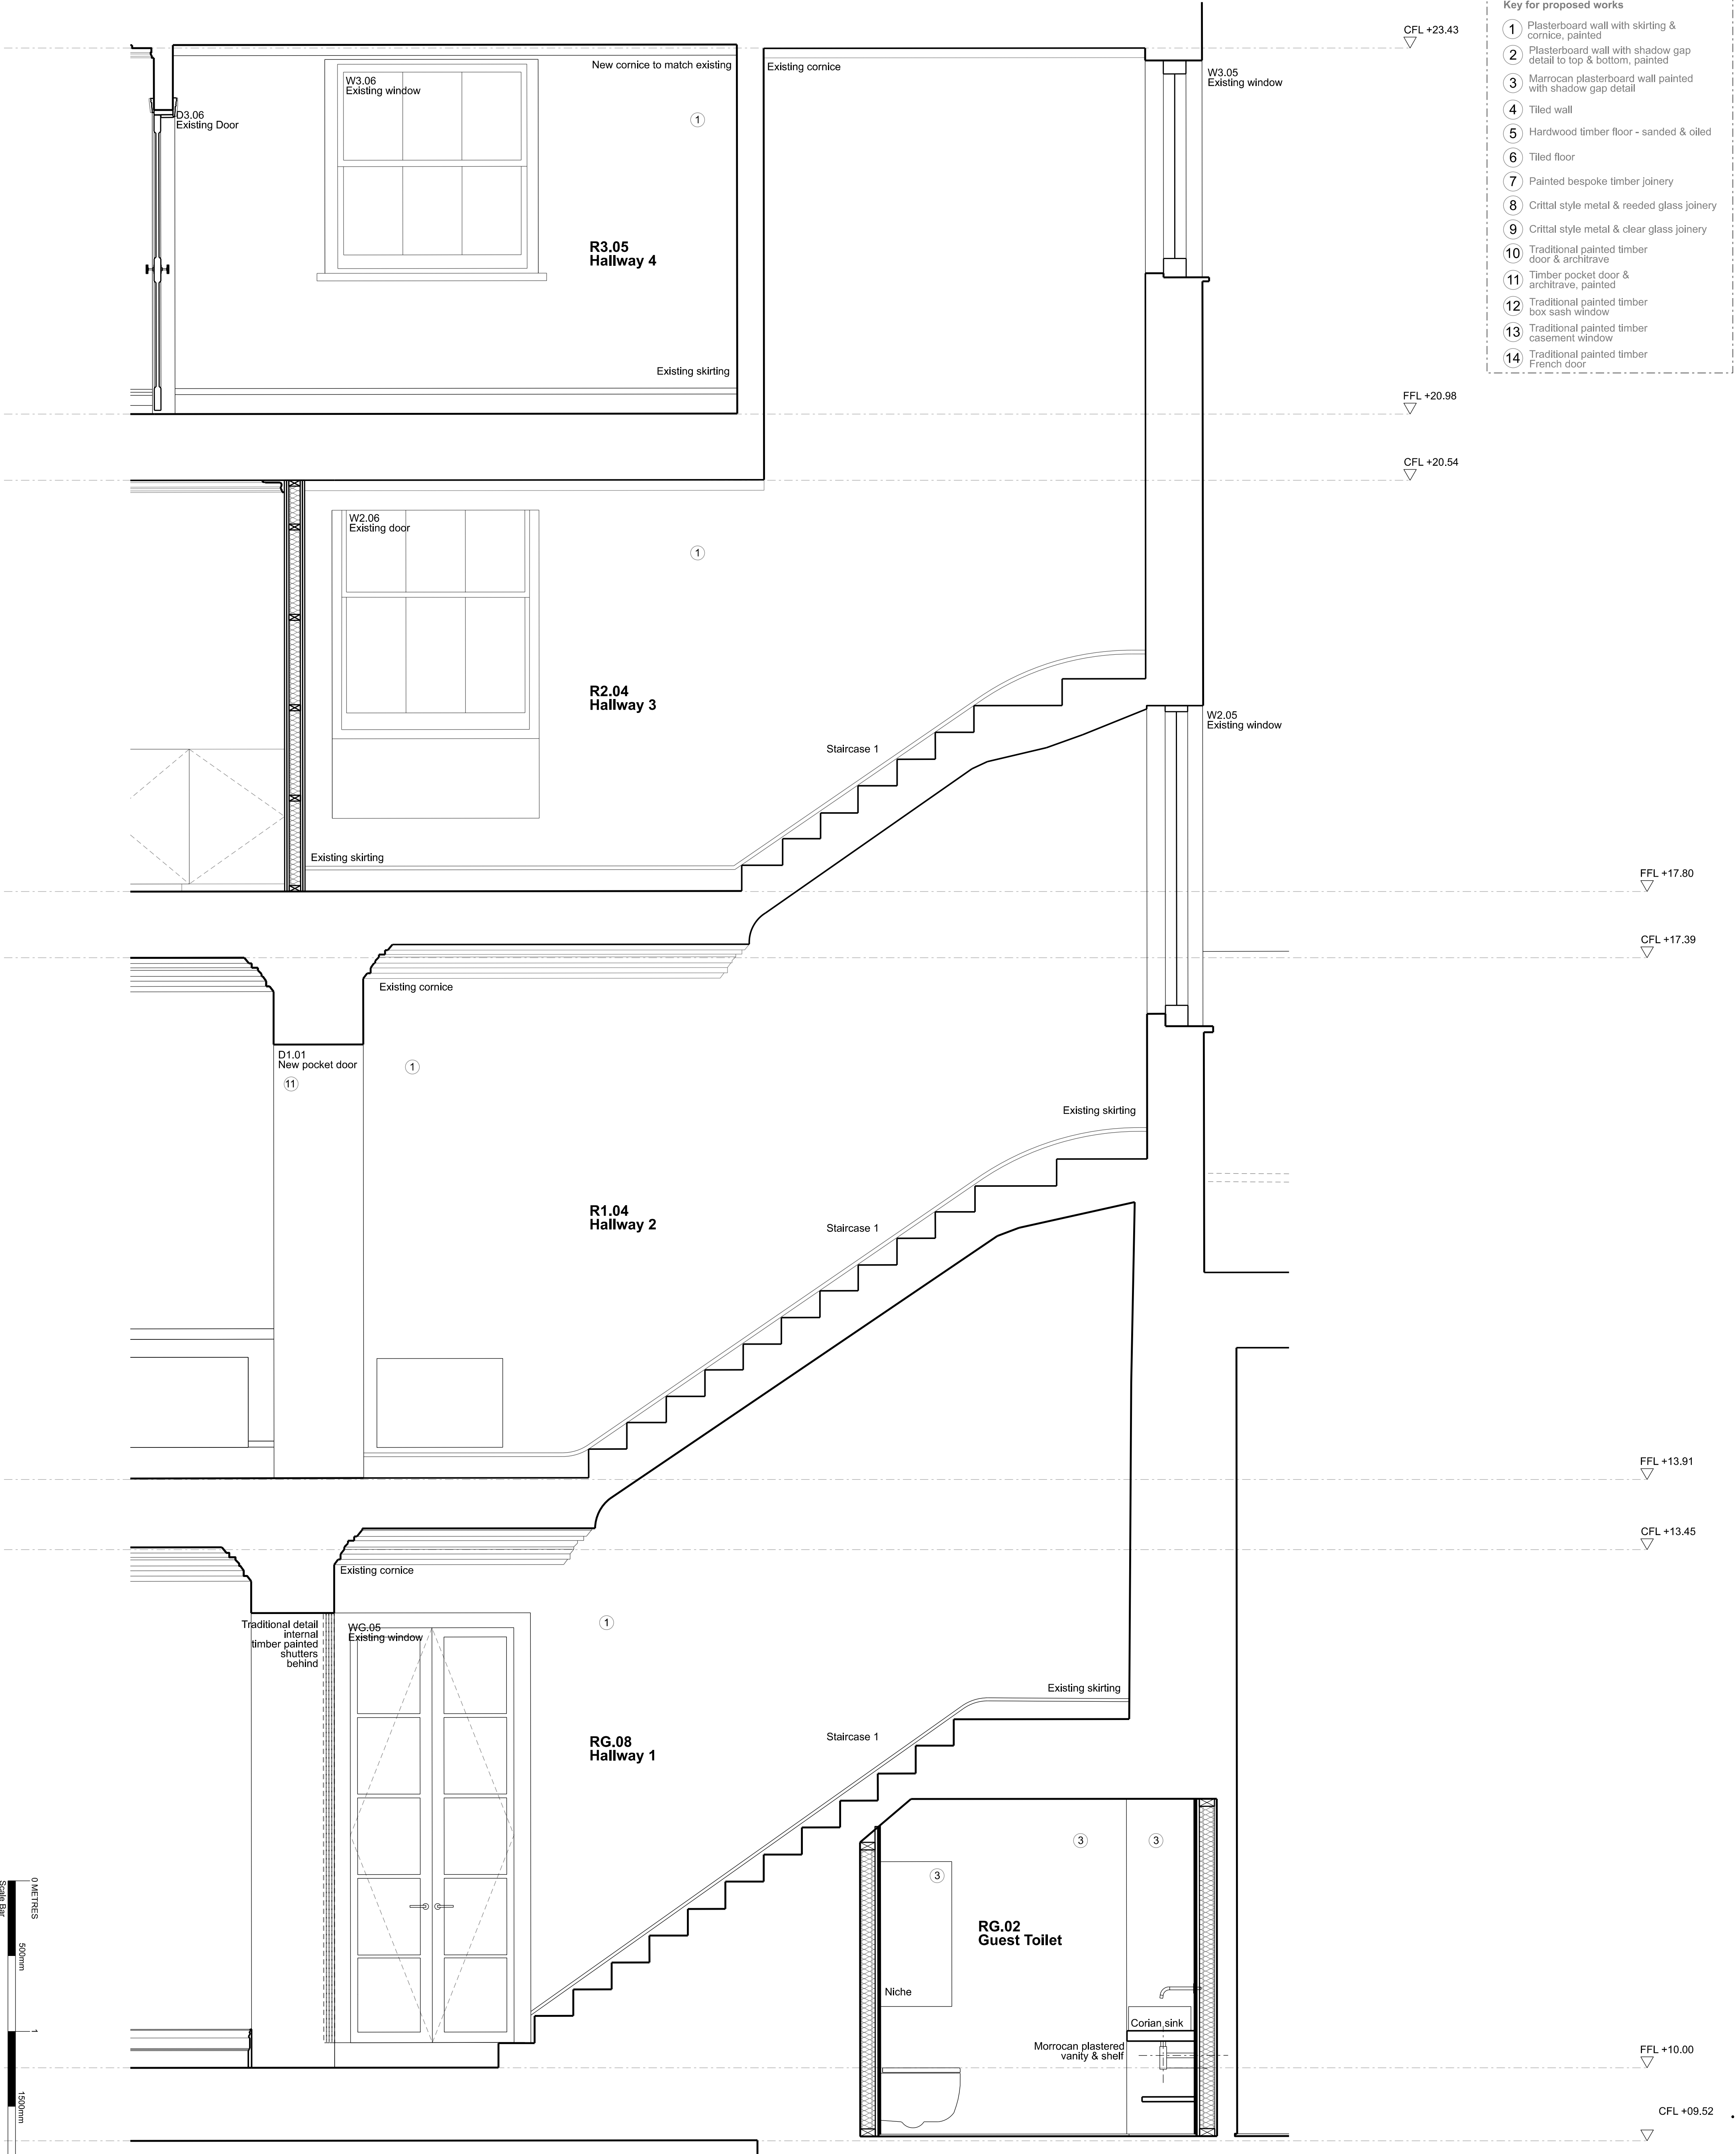 Key for proposed works
1 Plasterboard wall with skirting &
cornice, painted
2 Plasterboard wall with shadow gap
detail to top & bottom, painted
3 Marrocan plasterboard wall painted
with shadow gap detail
4 Tiled wall
5 Hardwood timber floor - sanded & oiled
6 Tiled floor
7 Painted bespoke timber joinery
8 Crittal style metal & reeded glass joinery
9 Crittal style metal & clear glass joinery
10 Traditional painted timber
door & architrave
11 Timber pocket door &
architrave, painted
12 Traditional painted timber
box sash window
13 Traditional painted timber
casement window
14 Traditional painted timber
French door
CFL +23.43
New cornice to match existing
Existing cornice
W3.06
Existing window
W3.05
Existing window
D3.06
Existing Door
1
R3.05
Hallway 4
Existing skirting
FFL +20.98
CFL +20.54
W2.06
Existing door
1
R2.04
Hallway 3
W2.05
Existing window
Staircase 1
Existing skirting
FFL +17.80
CFL +17.39
Existing cornice
D1.01
New pocket door
11
1
Existing skirting
R1.04
Hallway 2
Staircase 1
FFL +13.91
CFL +13.45
Existing cornice
Traditional detail
internal
timber painted
shutters
behind
WG.05
Existing window
1
Existing skirting
RG.08
Hallway 1
Staircase 1
3
3
3
RG.02
Guest Toilet
Niche
Corian sink
Morrocan plastered
vanity & shelf
FFL +10.00
CFL +09.52
0 METRES
500mm
1
1500mm
Scale Bar